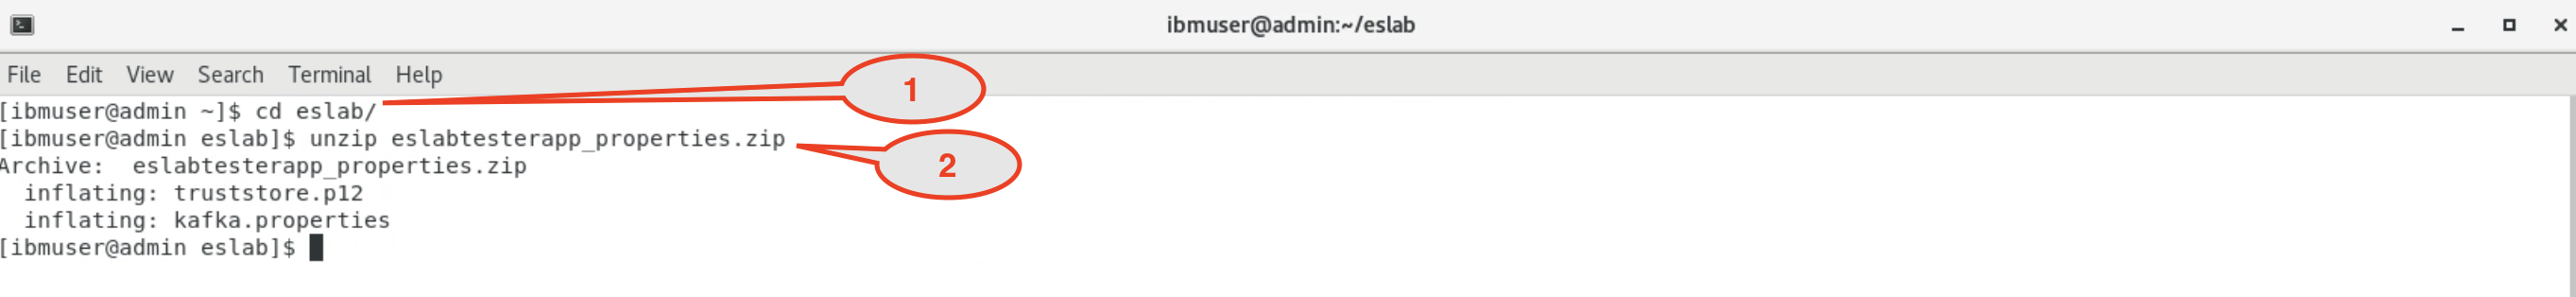 ibmuser@admin:~/eslab
File Edit View Search Terminal Help
[ibmuser@admin ~]$ cd eslab/
1
[ibmuser@admin eslab]$ unzip eslabtesterapp_properties.zip
2
Archive:  eslabtesterapp_properties.zip
  inflating: truststore.p12
  inflating: kafka.properties
[ibmuser@admin eslab]$